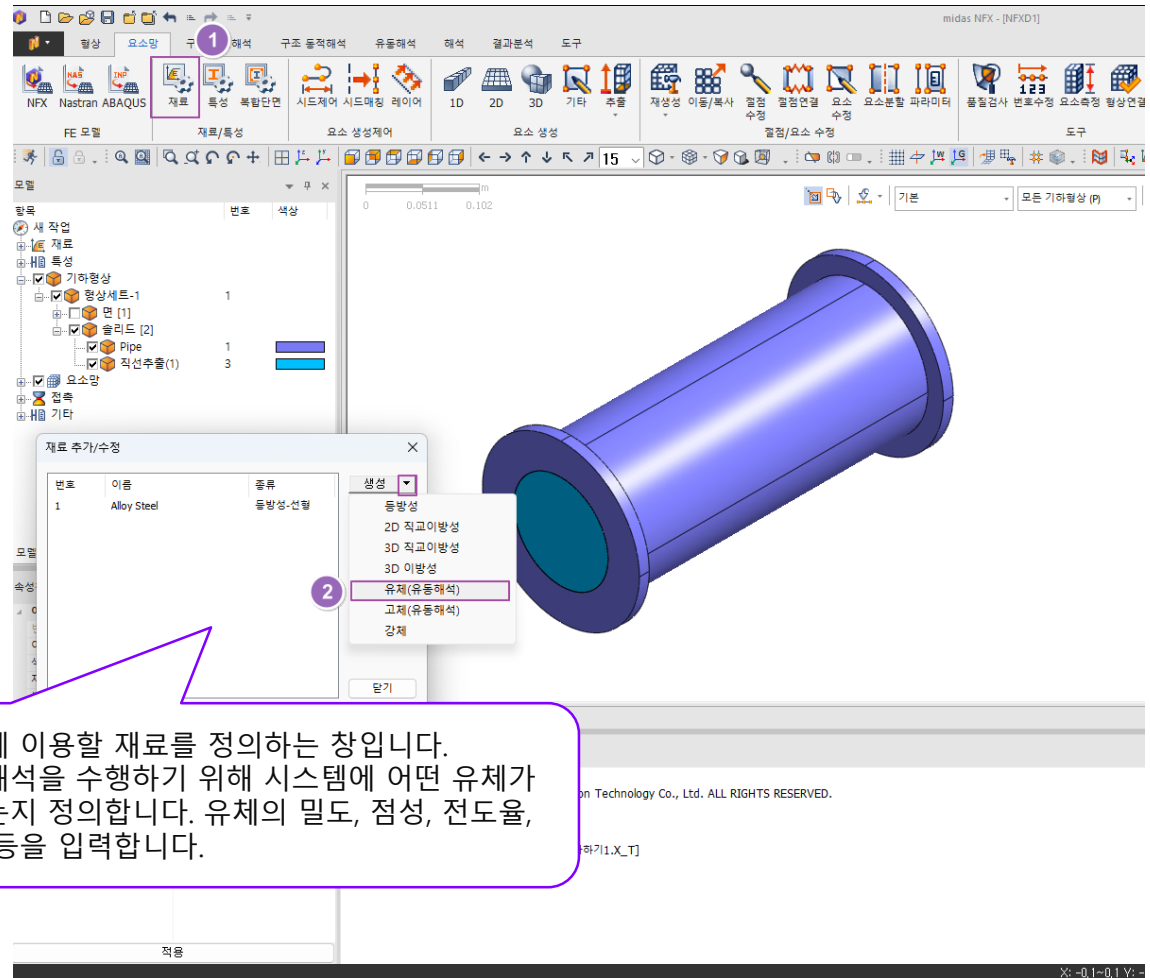 midas NFX - [NFXD1]
형상 요소망 구 1 해석 구조 동적해석 유동해석 해석 결과분석 도구
NAS INP
NFX Nastran ABAQUS 재료 특성 복합단면 시드제어 시드매칭 레이어 1D 2D 3D 기타 추출 재생성 이동/복사 절점 수정 절점연결 요소 수정 요소분할 파라미터 품질검사 번호수정 요소측정 형상연결
FE 모델 재료/특성 요소 생성제어 요소 생성 절점/요소 수정 도구
15
모델
항목 번호 색상
새 작업
재료
특성
기하형상
형상세트-1 1
면 [1]
솔리드 [2]
Pipe 1
직선추출(1) 3
요소망
접촉
기타
m
0 0.0511 0.102
기본 모든 기하형상 (P)
재료 추가/수정
번호 이름 종류
1 Alloy Steel 등방성-선형
생성
등방성
2D 직교이방성
3D 직교이방성
3D 이방성
2 유체(유동해석)
고체(유동해석)
강체
닫기
모델
속성
이용할 재료를 정의하는 창입니다.
해석을 수행하기 위해 시스템에 어떤 유체가
는지 정의합니다. 유체의 밀도, 점성, 전도율,
등을 입력합니다.
on Technology Co., Ltd. ALL RIGHTS RESERVED.
하기1.X_T]
적용
X: -0,1~0,1 Y: -